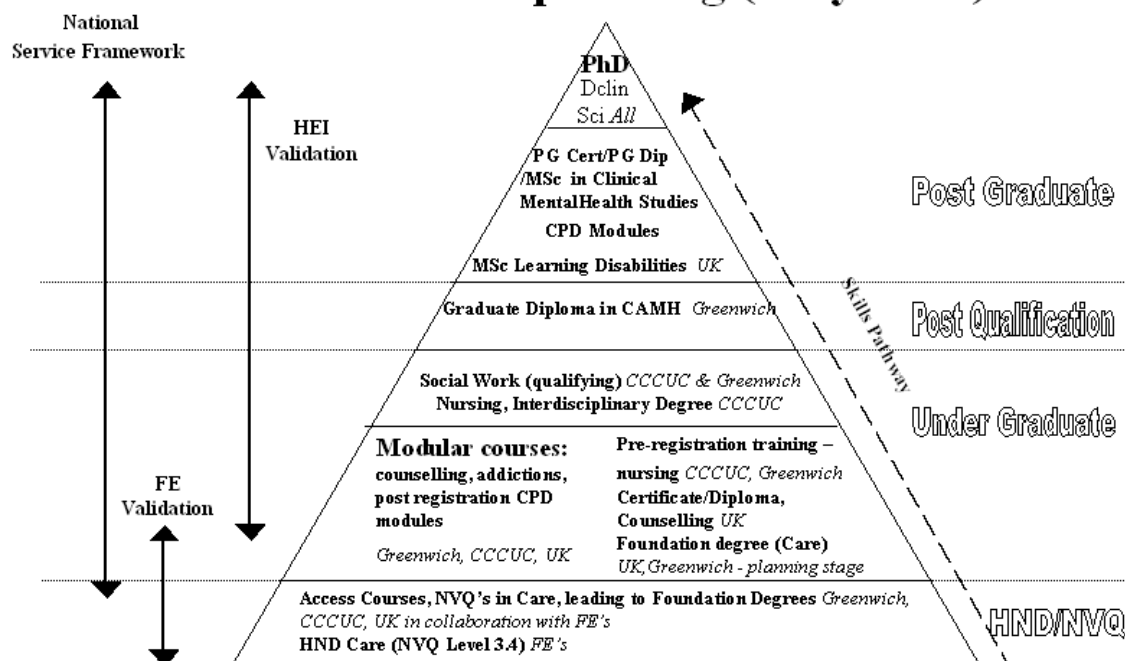 National
Service Framework
HEI
Validation
FE
Validation
PhD
Dclin
Sci All
PG Cert/PG Dip
/MSc in Clinical
MentalHealth Studies
CPD Modules
MSc Learning Disabilities UK
Graduate Diploma in CAMH Greenwich
Social Work (qualifying) CCCUC & Greenwich
Nursing, Interdisciplinary Degree CCCUC
Modular courses:
counselling, addictions,
post registration CPD
modules
Greenwich, CCCUC, UK
Pre-registration training –
nursing CCCUC, Greenwich
Certificate/Diploma,
Counselling UK
Foundation degree (Care)
UK,Greenwich - planning stage
Access Courses, NVQ's in Care, leading to Foundation Degrees Greenwich,
CCCUC, UK in collaboration with FE's
HND Care (NVQ Level 3.4) FE's
Skills Pathway
Post Graduate
Post Qualification
Under Graduate
HND/NVQ